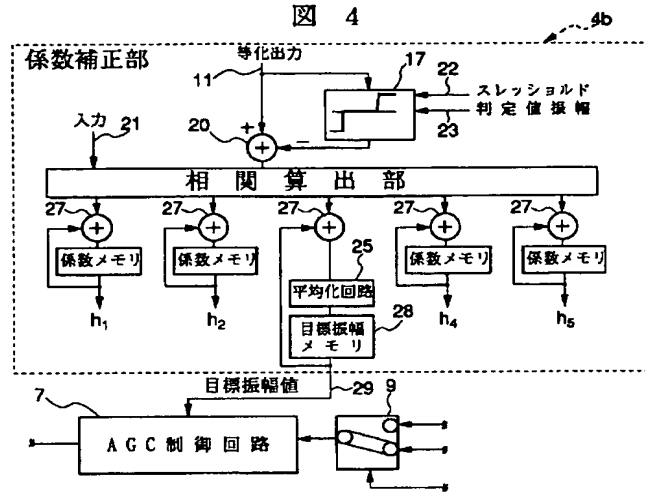 図 4
4b
係数補正部
等化出力
11
17
22
スレッショルド
判定値振幅
23
入力
21
20
+
−
+
相関算出部
27
+
27
+
27
+
27
+
27
+
係数メモリ
係数メモリ
25
平均化回路
28
目標振幅
メモリ
係数メモリ
係数メモリ
h1
h2
h4
h5
目標振幅値
29
7
AGC制御回路
9